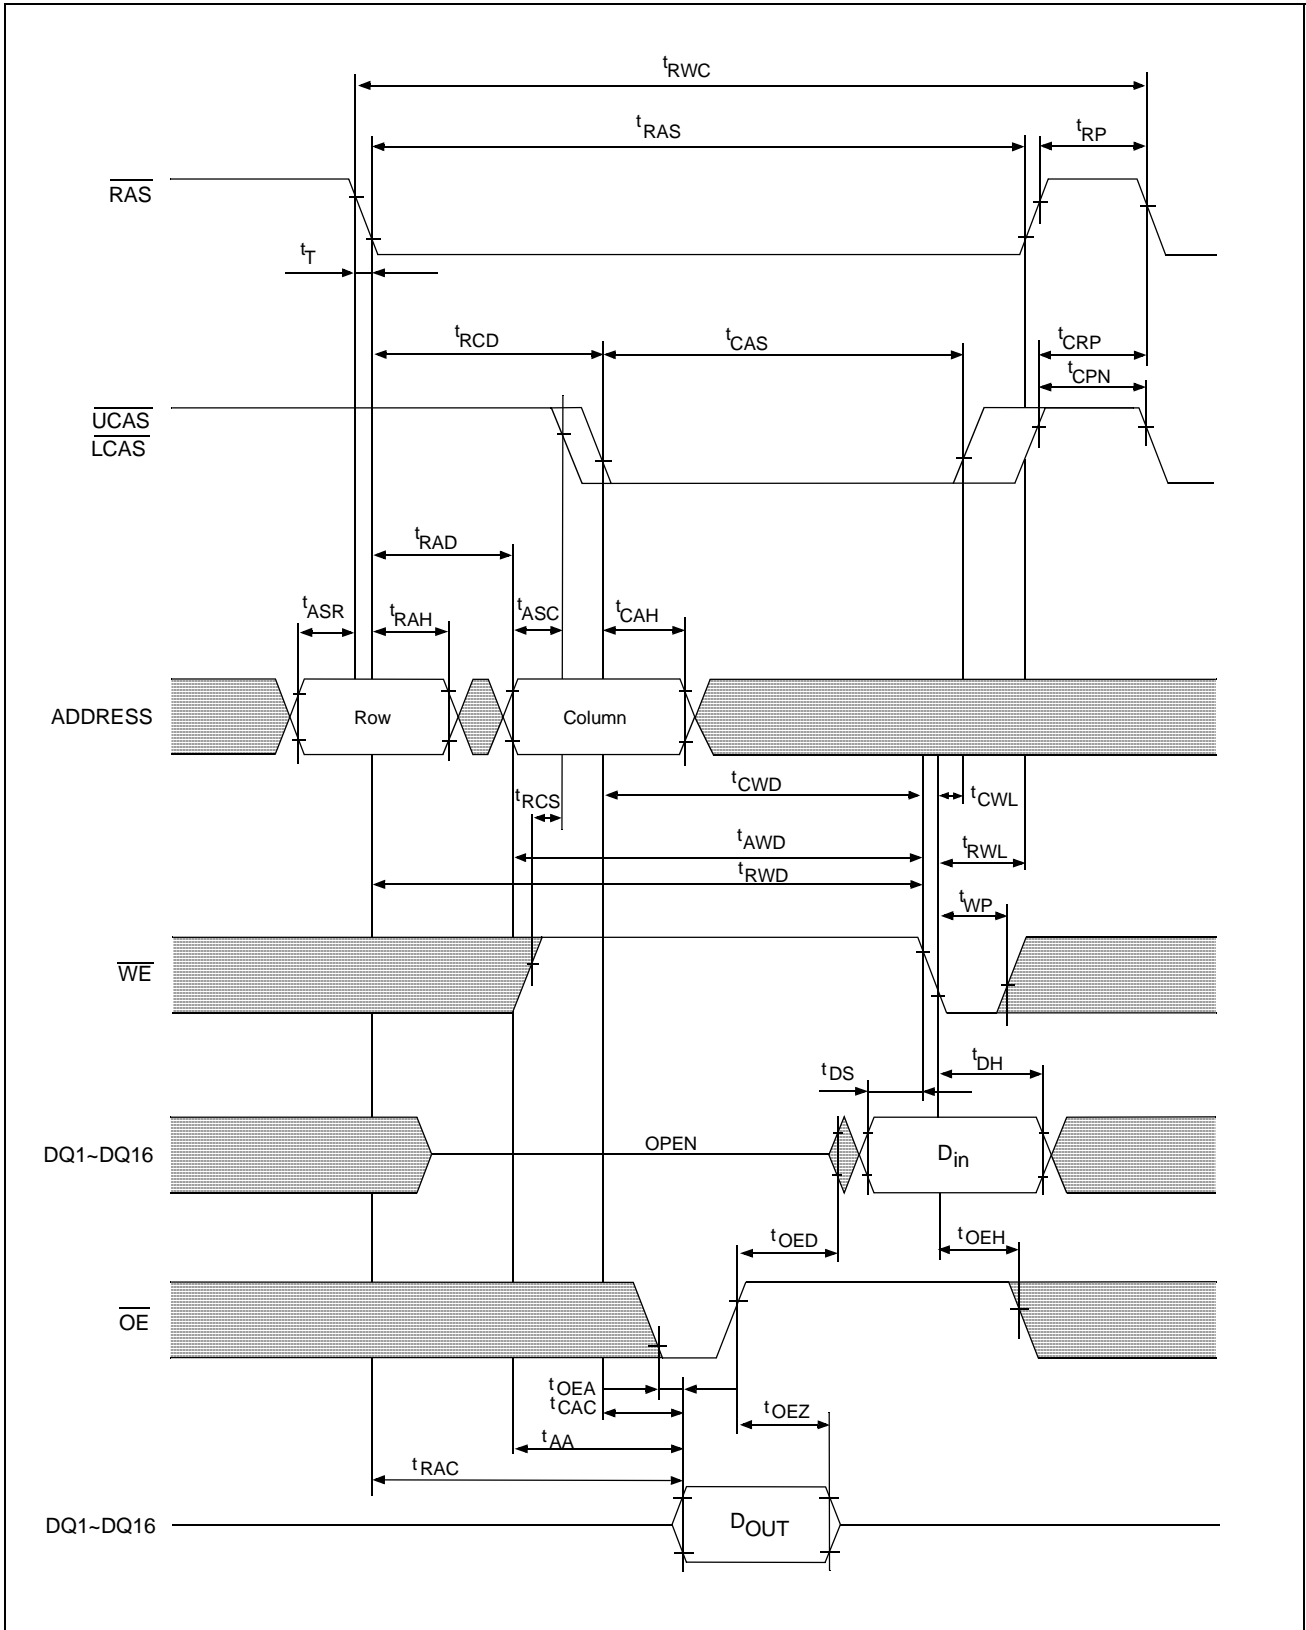 tRWC
tRAS
tRP
RAS
tT
tRCD
tCAS
tCRP
tCPN
UCAS
LCAS
tRAD
tASR
tRAH
tASC
tCAH
ADDRESS
Row
Column
tCWD
tRCS
tCWL
tAWD
tRWL
tRWD
tWP
WE
tDS
tDH
DQ1~DQ16
OPEN
Din
tOED
tOEH
OE
tOEA
tCAC
tOEZ
tAA
tRAC
DQ1~DQ16
DOUT